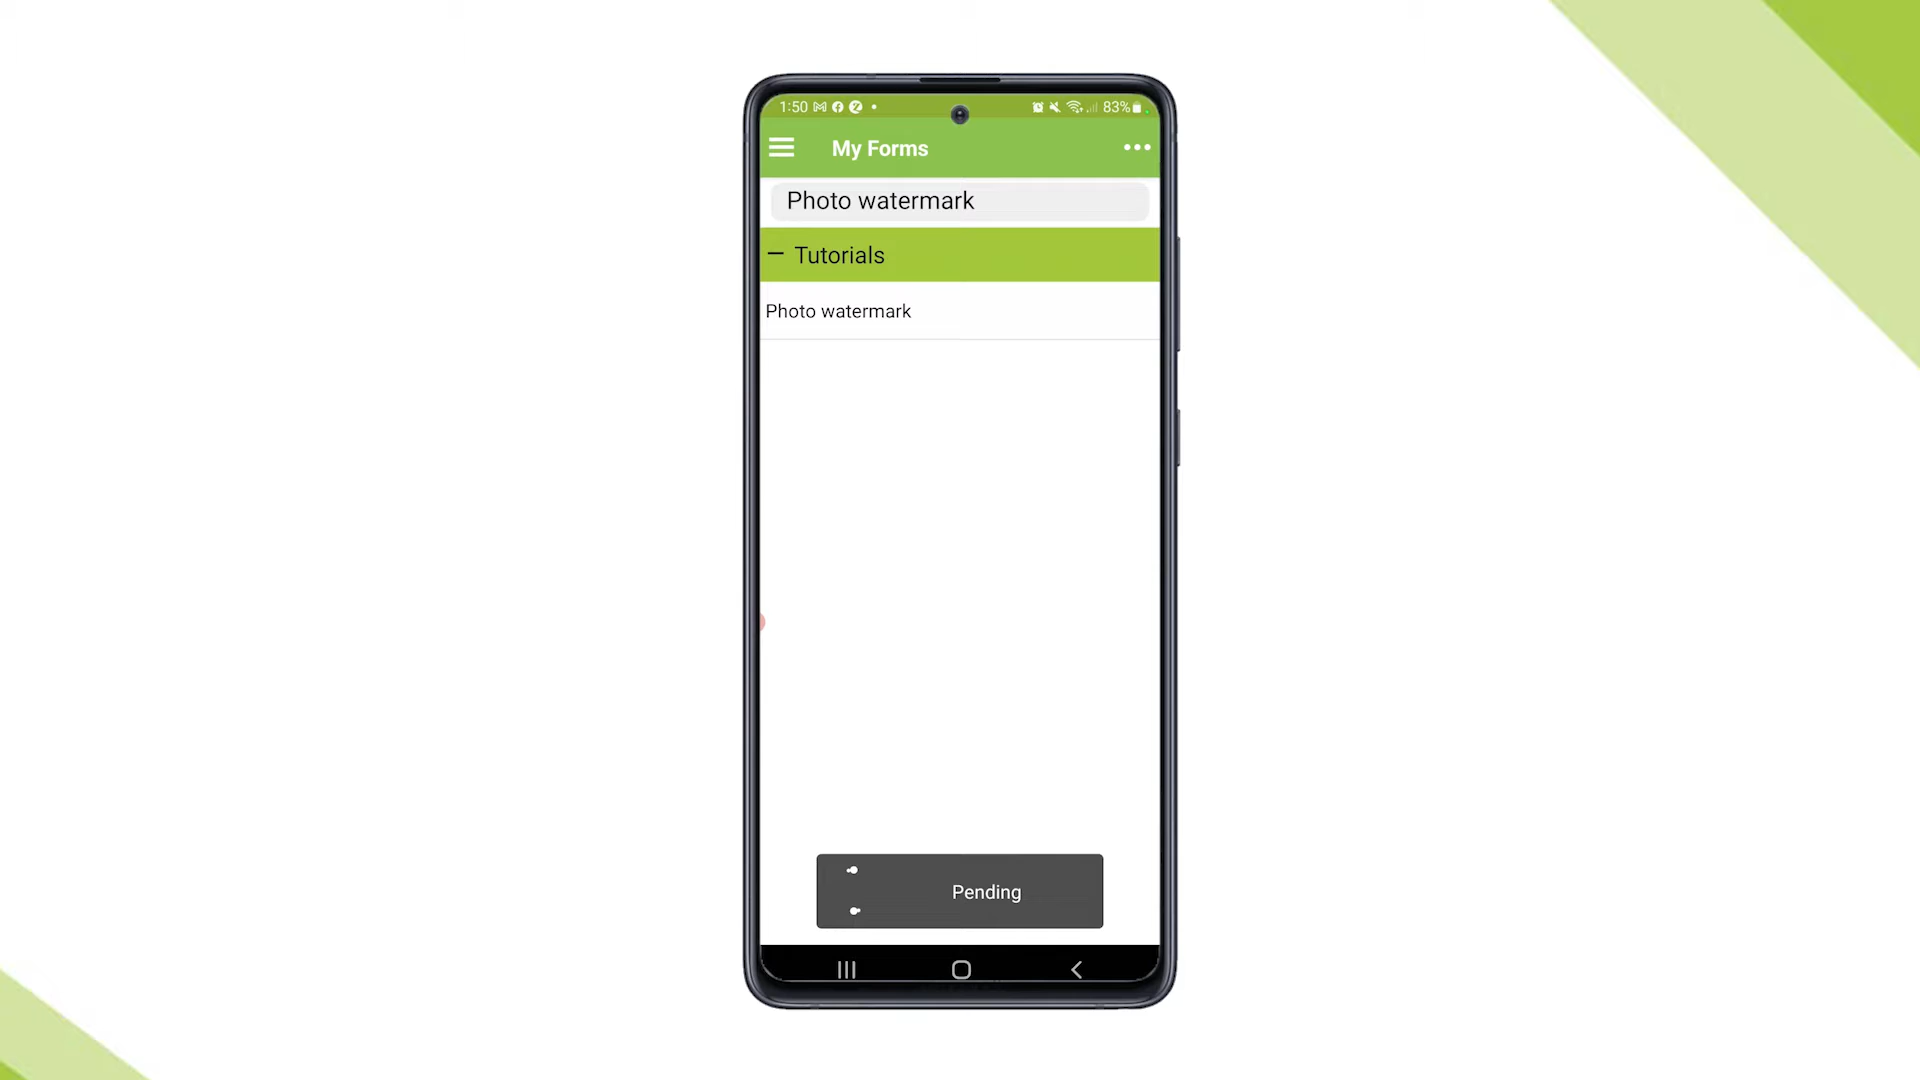 1:50 83%
My Forms
Photo watermark
Tutorials
Photo watermark
Pending